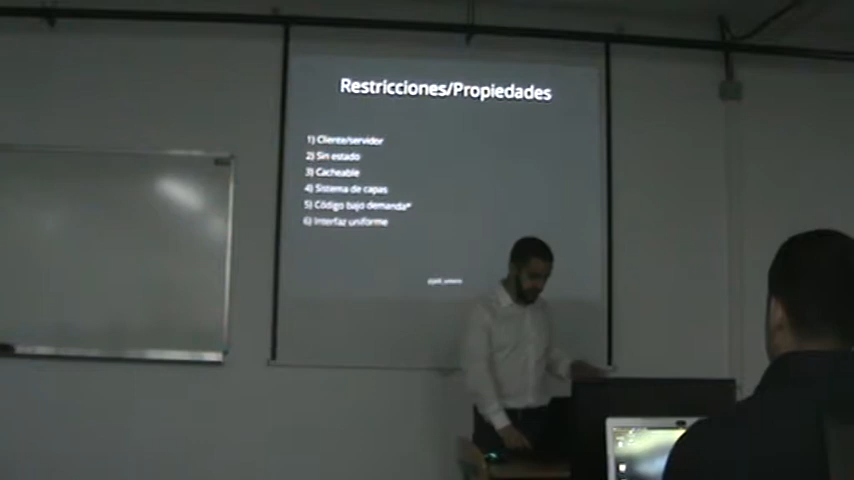 Restricciones/Propiedades
1) Cliente/servidor
2) Sin estado
3) Cacheable
4) Sistema de capas
5) Código bajo demanda*
6) Interfaz uniforme